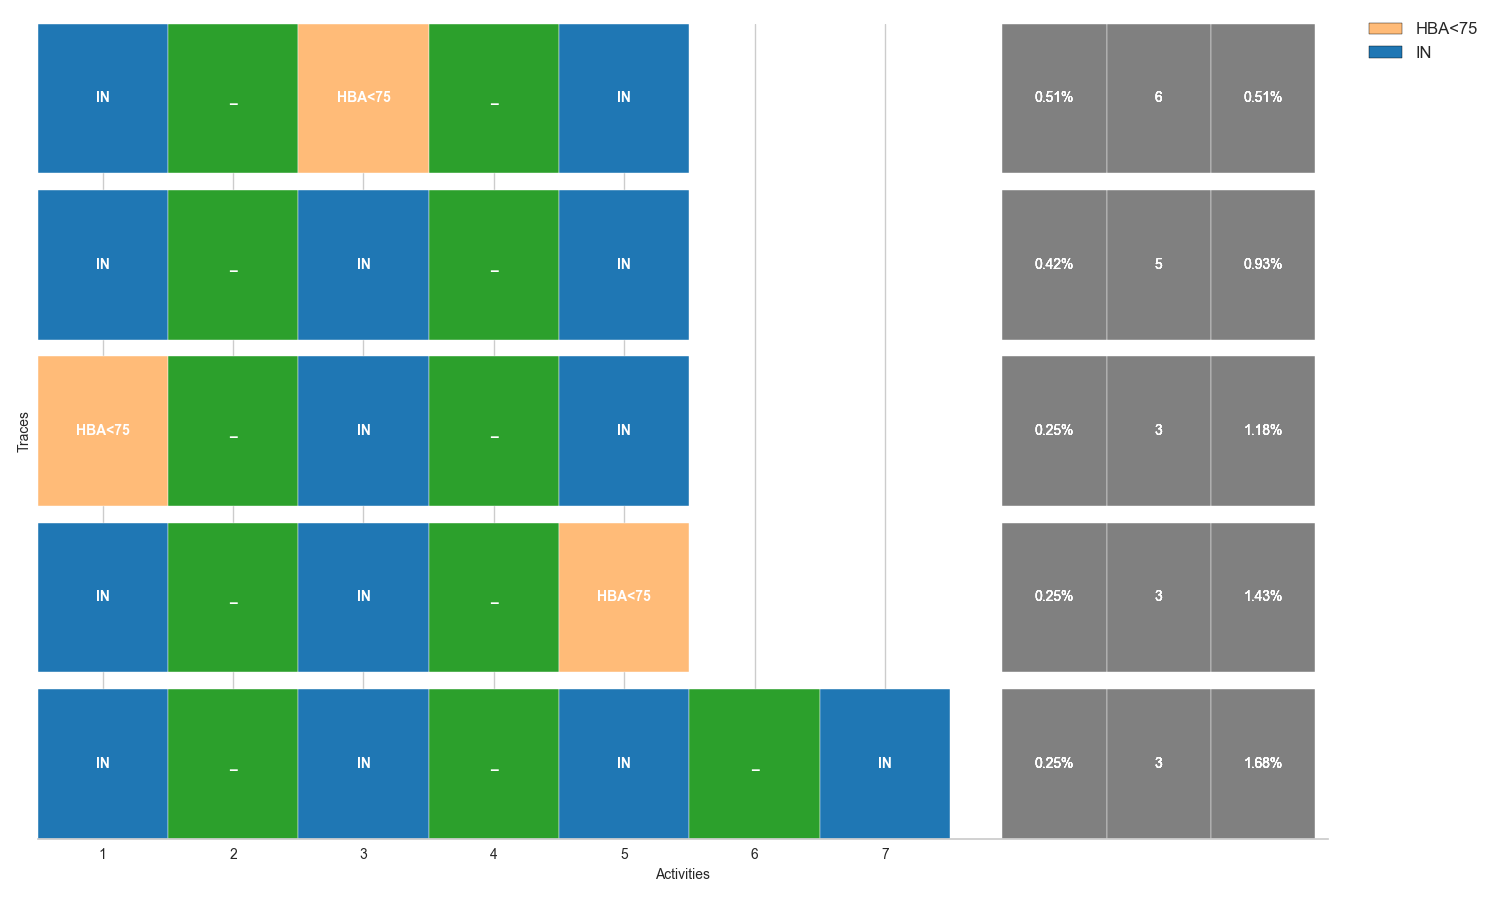 HBA<75
IN
IN _ HBA<75 _ IN 0.51% 6 0.51%
IN _ IN _ IN 0.42% 5 0.93%
HBA<75 _ IN _ IN 0.25% 3 1.18%
Traces
IN _ IN _ HBA<75 0.25% 3 1.43%
IN _ IN _ IN _ IN 0.25% 3 1.68%
1 2 3 4 5 6 7
Activities